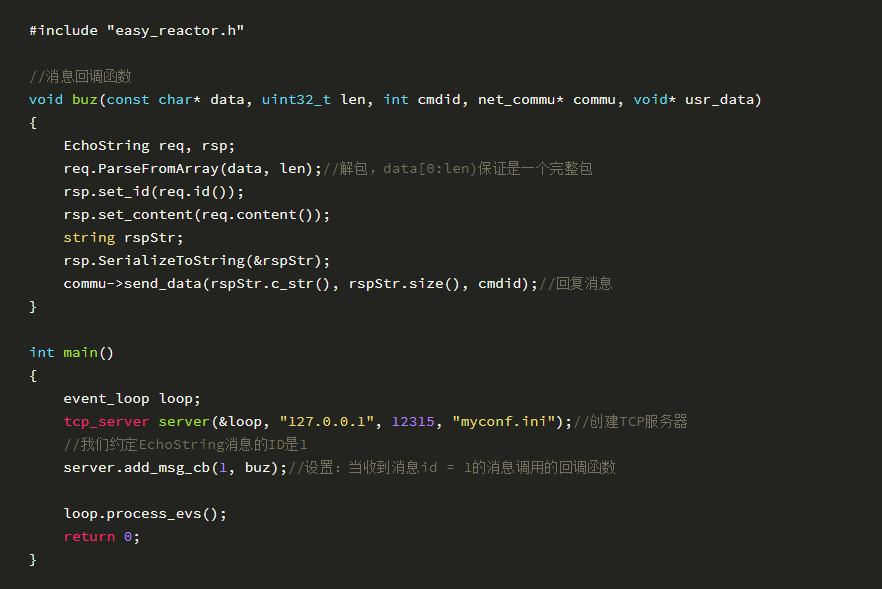 #include "easy_reactor.h"
//消息回调函数
void buz(const char* data, uint32_t len, int cmdid, net_commu* commu, void* usr_data)
{
    EchoString req, rsp;
    req.ParseFromArray(data, len);//解包，data[0:len)保证是一个完整包
    rsp.set_id(req.id());
    rsp.set_content(req.content());
    string rspStr;
    rsp.SerializeToString(&rspStr);
    commu->send_data(rspStr.c_str(), rspStr.size(), cmdid);//回复消息
}
int main()
{
    event_loop loop;
    tcp_server server(&loop, "127.0.0.1", 12315, "myconf.ini");//创建TCP服务器
    //我们约定EchoString消息的ID是1
    server.add_msg_cb(1, buz);//设置：当收到消息id = 1的消息调用的回调函数
    loop.process_evs();
    return 0;
}